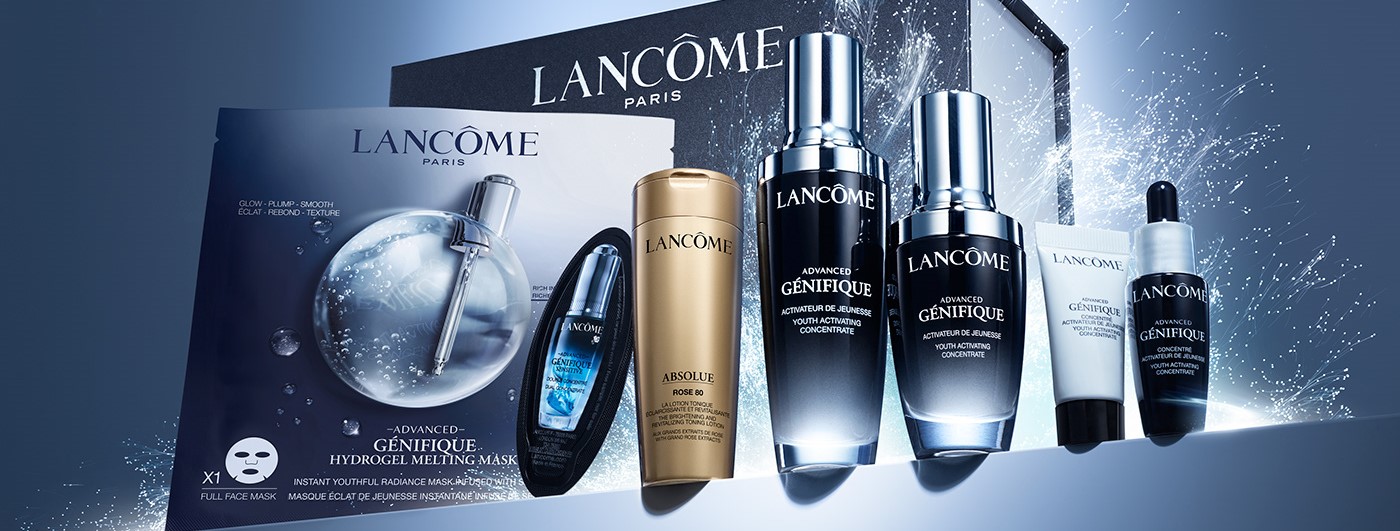 LANCÔME
PARIS
LANCÔME
PARIS
GLOW - PLUMP - SMOOTH
ÉCLAT - REBOND - TEXTURE
-ADVANCED-
GÉNIFIQUE
HYDROGEL MELTING MASK
INSTANT YOUTHFUL RADIANCE MASK INFUSED WITH
MASQUE ÉCLAT DE JEUNESSE INSTANTANÉ INFUSÉ DE
X1
FULL FACE MASK
LANCÔME
-ADVANCED-
GÉNIFIQUE
SENSITIVE
LANCÔME
ABSOLUE
ROSE 80
LA LOTION TONIQUE
ÉCLAIRCISSANTE ET REVITALISANTE
THE BRIGHTENING AND
REVITALIZING TONING LOTION
AUX GRANDS EXTRAITS DE ROSE
WITH GRAND ROSE EXTRACTS
LANCÔME
ADVANCED
GÉNIFIQUE
ACTIVATEUR DE JEUNESSE
YOUTH ACTIVATING
CONCENTRATE
LANCÔME
ADVANCED
GÉNIFIQUE
ACTIVATEUR DE JEUNESSE
YOUTH ACTIVATING
CONCENTRATE
LANCÔME
ADVANCED
GÉNIFIQUE
CONCENTRÉ
ACTIVATEUR DE JEUNESSE
YOUTH ACTIVATING
CONCENTRATE
LANCÔME
ADVANCED
GÉNIFIQUE
CONCENTRÉ
ACTIVATEUR DE JEUNESSE
YOUTH ACTIVATING
CONCENTRATE